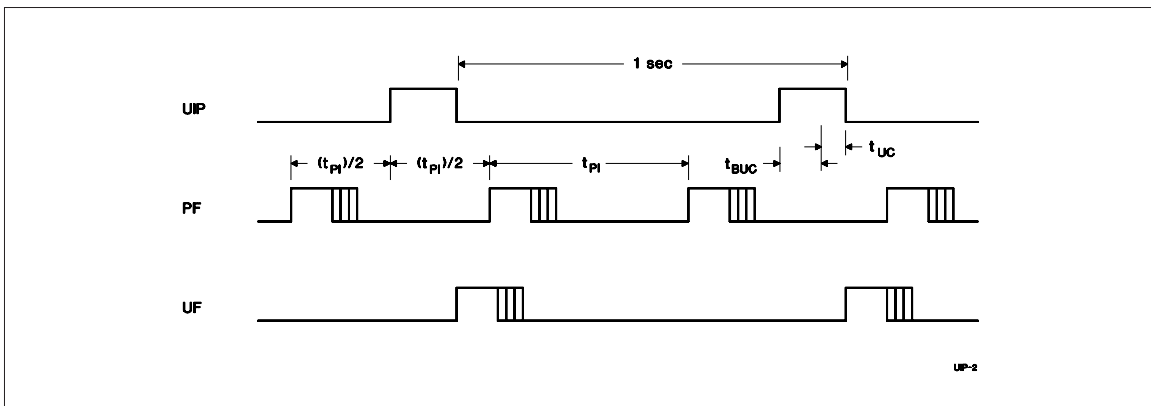 1 sec
UIP
(tPI)/2 (tPI)/2 tPI tBUC tUC
PF
UF
UIP-2